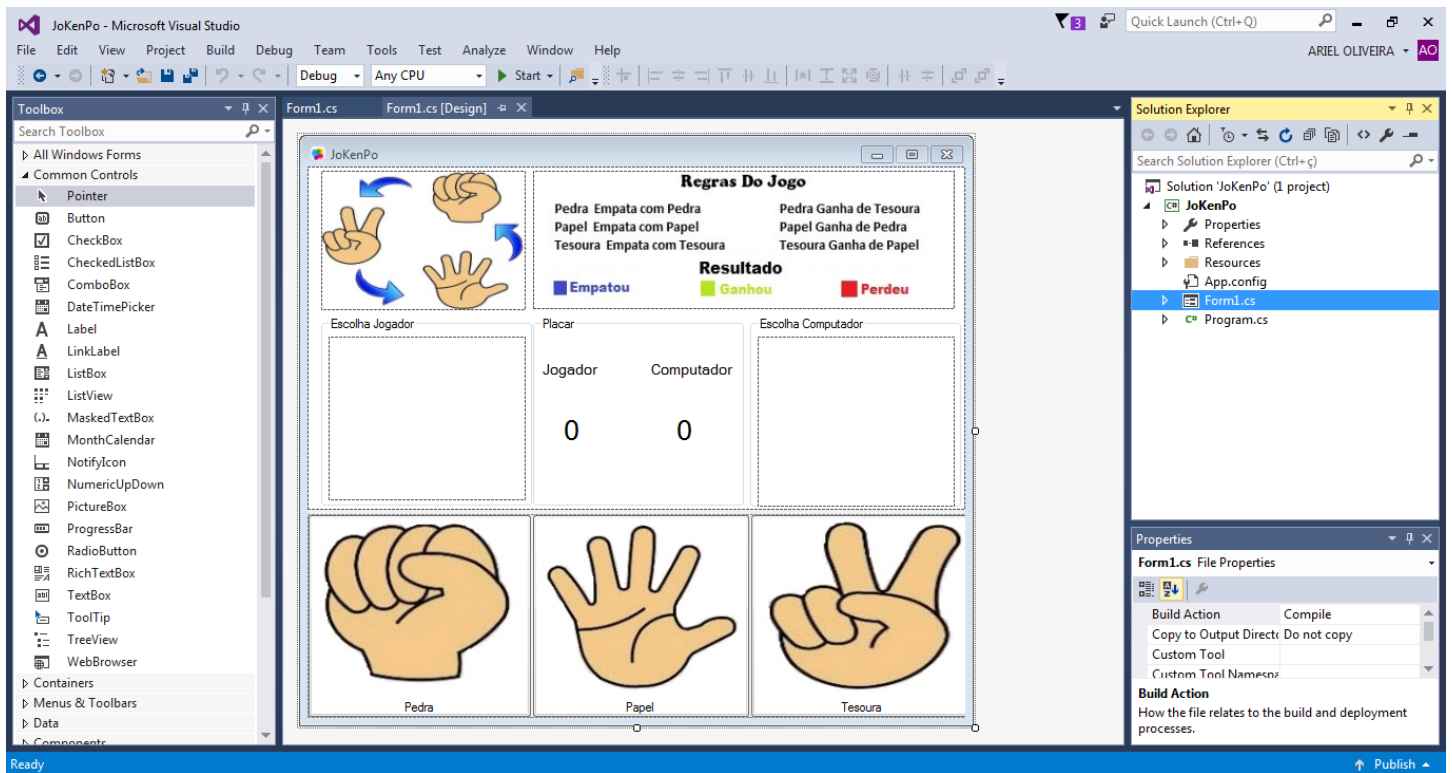 JoKenPo - Microsoft Visual Studio
3
Quick Launch (Ctrl+Q)
File Edit View Project Build Debug Team Tools Test Analyze Window Help
ARIEL OLIVEIRA AO
Debug Any CPU Start
Toolbox
Search Toolbox
All Windows Forms
Common Controls
Pointer
Button
CheckBox
CheckedListBox
ComboBox
DateTimePicker
Label
LinkLabel
ListBox
ListView
MaskedTextBox
MonthCalendar
NotifyIcon
NumericUpDown
PictureBox
ProgressBar
RadioButton
RichTextBox
TextBox
ToolTip
TreeView
WebBrowser
Containers
Menus & Toolbars
Data
Components
Form1.cs Form1.cs [Design]
JoKenPo
Regras Do Jogo
Pedra Empata com Pedra Pedra Ganha de Tesoura
Papel Empata com Papel Papel Ganha de Pedra
Tesoura Empata com Tesoura Tesoura Ganha de Papel
Resultado
Empatou Ganhou Perdeu
Escolha Jogador Placar Escolha Computador
Jogador Computador
0 0
Pedra Papel Tesoura
Solution Explorer
Search Solution Explorer (Ctrl+ç)
Solution 'JoKenPo' (1 project)
C# JoKenPo
Properties
References
Resources
App.config
Form1.cs
C# Program.cs
Properties
Form1.cs File Properties
Build Action Compile
Copy to Output Directo Do not copy
Custom Tool
Custom Tool Namespa
Build Action
How the file relates to the build and deployment
processes.
Ready
Publish